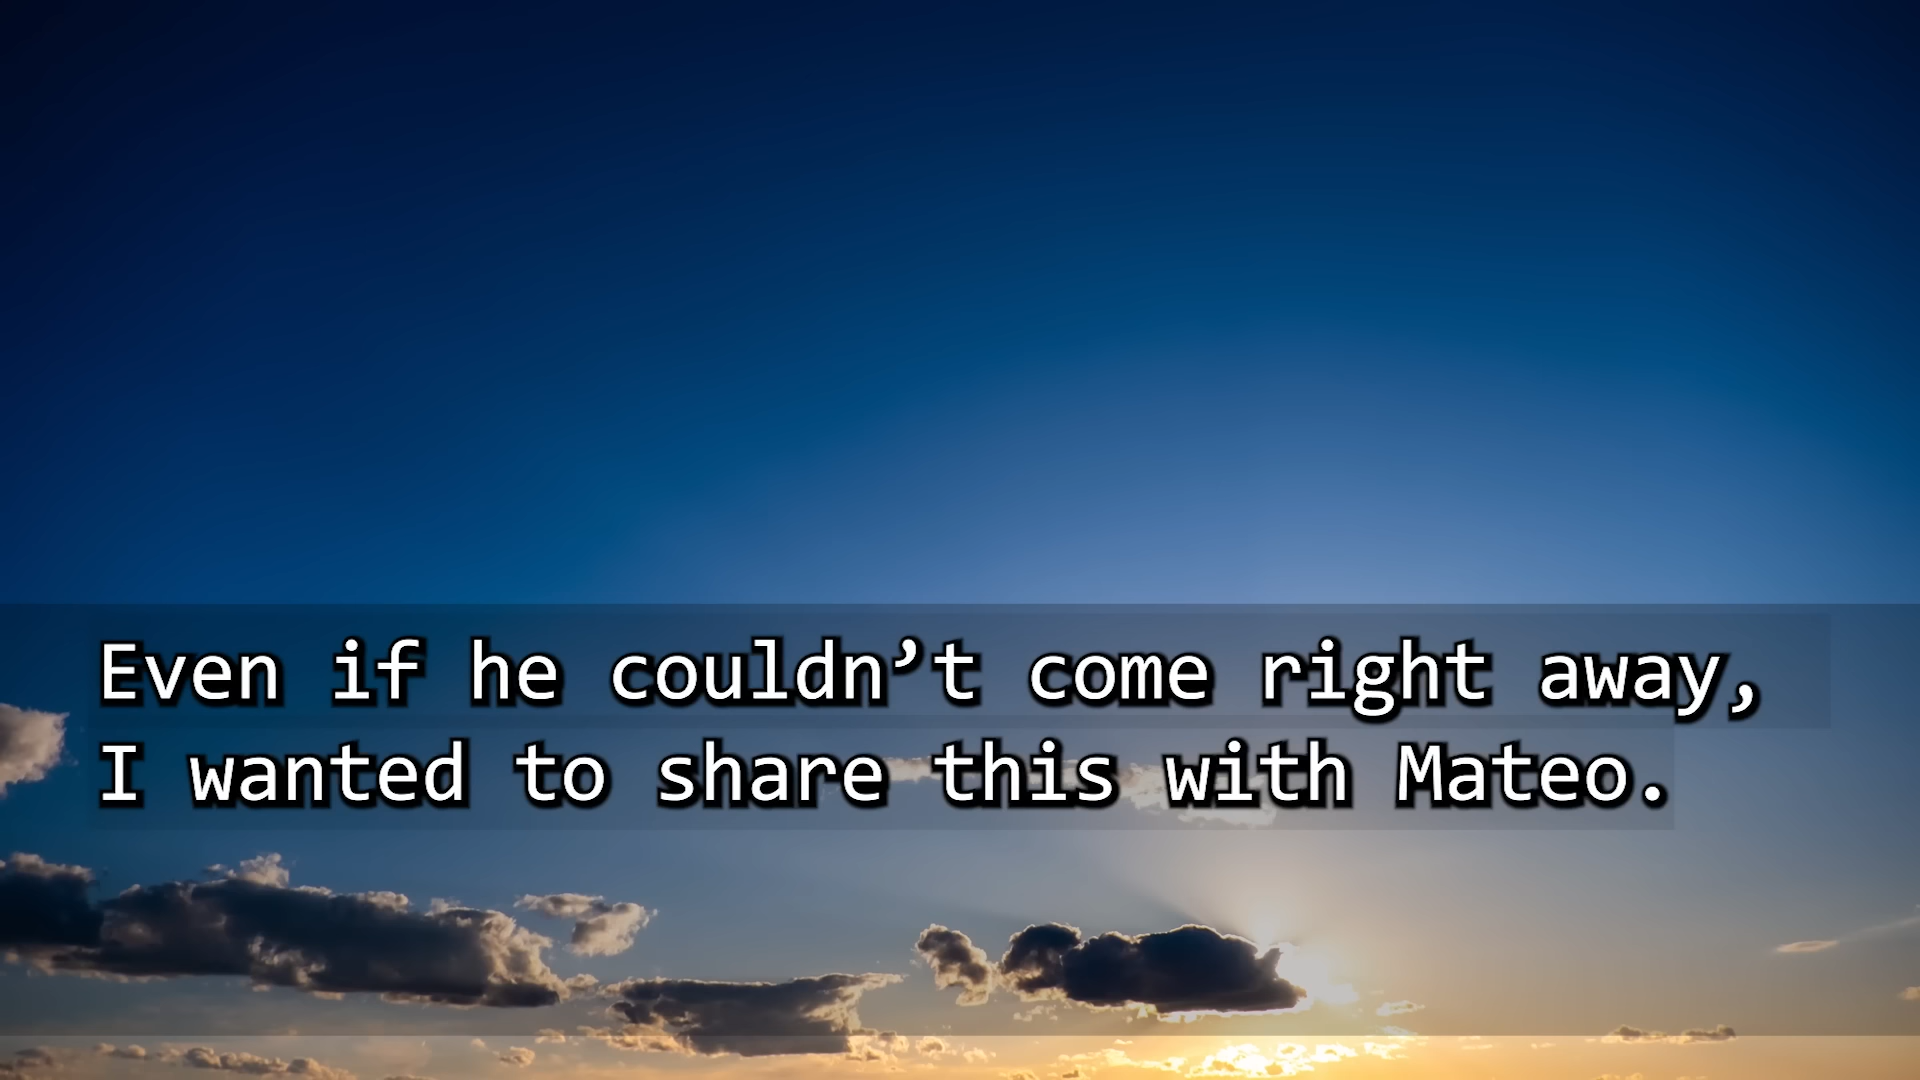 Even if he couldn’t come right away,
I wanted to share this with Mateo.